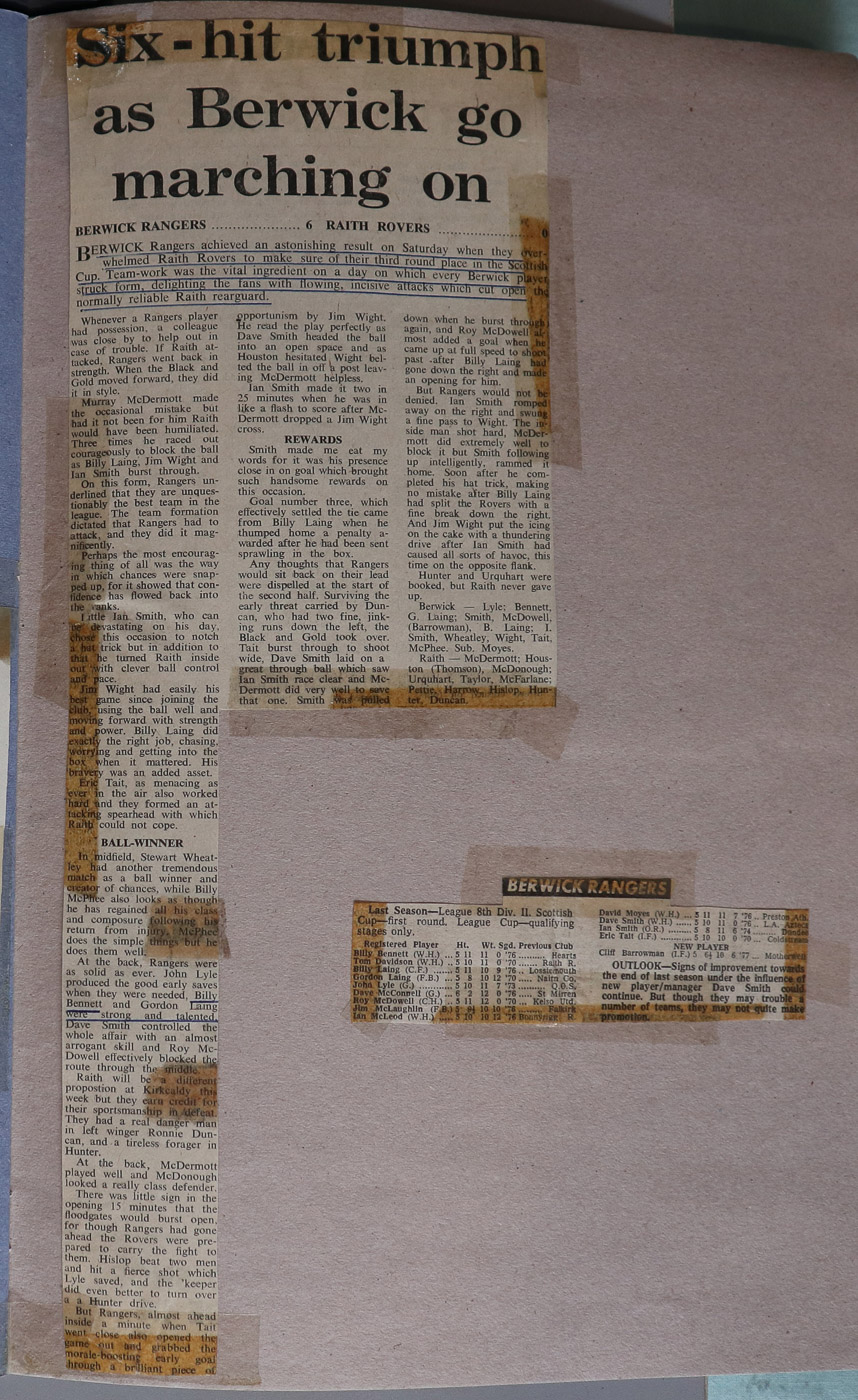 Six-hit triumph
as Berwick go
marching on
BERWICK RANGERS ........................ 6 RAITH ROVERS ........................ 0
BERWICK Rangers achieved an astonishing result on Saturday when they over-
whelmed Raith Rovers to make sure of their third round place in the Scottish
Cup. Team-work was the vital ingredient on a day on which every Berwick player
struck form, delighting the fans with flowing, incisive attacks which cut open the
normally reliable Raith rearguard.
Whenever a Rangers player
had possession, a colleague
was close by to help out in
case of trouble. If Raith at-
tacked, Rangers went back in
strength. When the Black and
Gold moved forward, they did
it in style.
Murray McDermott made
the occasional mistake but
had it not been for him Raith
would have been humiliated.
Three times he raced out
courageously to block the ball
as Billy Laing, Jim Wight and
Ian Smith burst through.
On this form, Rangers un-
derlined that they are unques-
tionably the best team in the
league. The team formation
dictated that Rangers had to
attack, and they did it mag-
nificently.
Perhaps the most encourag-
ing thing of all was the way
in which chances were snap-
ped up, for it showed that con-
fidence has flowed back into
the ranks.
Little Ian Smith, who can
be devastating on his day,
chose this occasion to notch
a hat trick but in addition to
that he turned Raith inside
out with clever ball control
and pace.
Jim Wight had easily his
best game since joining the
club, using the ball well and
moving forward with strength
and power. Billy Laing did
exactly the right job, chasing,
worrying and getting into the
box when it mattered. His
bravery was an added asset.
Eric Tait, as menacing as
ever in the air also worked
hard and they formed an at-
tacking spearhead with which
Raith could not cope.
BALL-WINNER
In midfield, Stewart Wheat-
ley had another tremendous
match as a ball winner and
creator of chances, while Billy
McPhee also looks as though
he has regained all his class
and composure following his
return from injury. McPhee
does the simple things but he
does them well.
At the back, Rangers were
as solid as ever. John Lyle
produced the good early saves
when they were needed, Billy
Bennett and Gordon Laing
were strong and talented,
Dave Smith controlled the
whole affair with an almost
arrogant skill and Roy Mc-
Dowell effectively blocked the
route through the middle.
Raith will be a different
propostion at Kirkcaldy this
week but they earn credit for
their sportsmanship in defeat.
They had a real danger man
in left winger Ronnie Dun-
can, and a tireless forager in
Hunter.
At the back, McDermott
played well and McDonough
looked a really class defender.
There was little sign in the
opening 15 minutes that the
floodgates would burst open,
for though Rangers had gone
ahead the Rovers were pre-
pared to carry the fight to
them. Hislop beat two men
and hit a fierce shot which
Lyle saved, and the 'keeper
did even better to turn over
a a Hunter drive.
But Rangers, almost ahead
inside a minute when Tait
went close also opened the
game out and grabbed the
morale-boosting early goal
through a brilliant piece of
opportunism by Jim Wight.
He read the play perfectly as
Dave Smith headed the ball
into an open space and as
Houston hesitated Wight bel-
ted the ball in off a post leav-
ing McDermott helpless.
Ian Smith made it two in
25 minutes when he was in
like a flash to score after Mc-
Dermott dropped a Jim Wight
cross.
REWARDS
Smith made me eat my
words for it was his presence
close in on goal which brought
such handsome rewards on
this occasion.
Goal number three, which
effectively settled the tie came
from Billy Laing when he
thumped home a penalty a-
warded after he had been sent
sprawling in the box.
Any thoughts that Rangers
would sit back on their lead
were dispelled at the start of
the second half. Surviving the
early threat carried by Dun-
can, who had two fine, jink-
ing runs down the left, the
Black and Gold took over.
Tait burst through to shoot
wide, Dave Smith laid on a
great through ball which saw
Ian Smith race clear and Mc-
Dermott did very well to save
that one. Smith was pulled
down when he burst through
again, and Roy McDowell al-
most added a goal when he
came up at full speed to shoot
past after Billy Laing had
gone down the right and made
an opening for him.
But Rangers would not be
denied. Ian Smith romped
away on the right and swung
a fine pass to Wight. The in-
side man shot hard, McDer-
mott did extremely well to
block it but Smith following
up intelligently, rammed it
home. Soon after he com-
pleted his hat trick, making
no mistake after Billy Laing
had split the Rovers with a
fine break down the right.
And Jim Wight put the icing
on the cake with a thundering
drive after Ian Smith had
caused all sorts of havoc, this
time on the opposite flank.
Hunter and Urquhart were
booked, but Raith never gave
up.
Berwick — Lyle; Bennett,
G. Laing; Smith, McDowell,
(Barrowman), B. Laing; I.
Smith, Wheatley, Wight, Tait,
McPhee. Sub. Moyes.
Raith — McDermott; Hous-
ton (Thomson), McDonough;
Urquhart, Taylor, McFarlane;
Pettie, Harrow, Hislop, Hun-
ter, Duncan.
BERWICK RANGERS
Last Season—League 8th Div. II. Scottish
Cup—first round. League Cup—qualifying
stages only.
Registered Player Ht. Wt. Sgd. Previous Club
Billy Bennett (W.H.) ... 5 11 11 0 '76 ......... Hearts
Tom Davidson (W.H.) .. 5 10 11 0 '70 ...... Raith R.
Billy Laing (C.F.) ...... 5 11 10 9 '76 .. Lossiemouth
Gordon Laing (F.B.) ... 5 8 10 12 '70 .. Nairn Co.
John Lyle (G.) ......... 5 10 11 7 '73 ...... Q.O.S.
Dave McConnell (G.) . 6 2 12 0 '76 .. St Mirren
Roy McDowell (C.H.) .. 5 11 12 0 '70 .. Kelso Utd.
Jim McLaughlin (F.B.) 5 9½ 10 10 '76 ... Falkirk
Ian McLeod (W.H.) ... 5 10 10 12 '76 Bonnyrigg R.
David Moyes (W.H.) ... 5 11 11 7 '76 .. Preston Ath.
Dave Smith (W.H.) .... 5 10 11 0 '76 ... L.A. Aztecs
Ian Smith (O.R.) ...... 5 8 11 6 '74 ...... Dundee
Eric Tait (I.F.) ........ 5 10 10 0 '70 .. Coldstream
NEW PLAYER
Cliff Barrowman (I.F.) 5 6½ 10 6 '77 .. Motherwell
OUTLOOK—Signs of improvement towards
the end of last season under the influence of
new player/manager Dave Smith could
continue. But though they may trouble a
number of teams, they may not quite make
promotion.